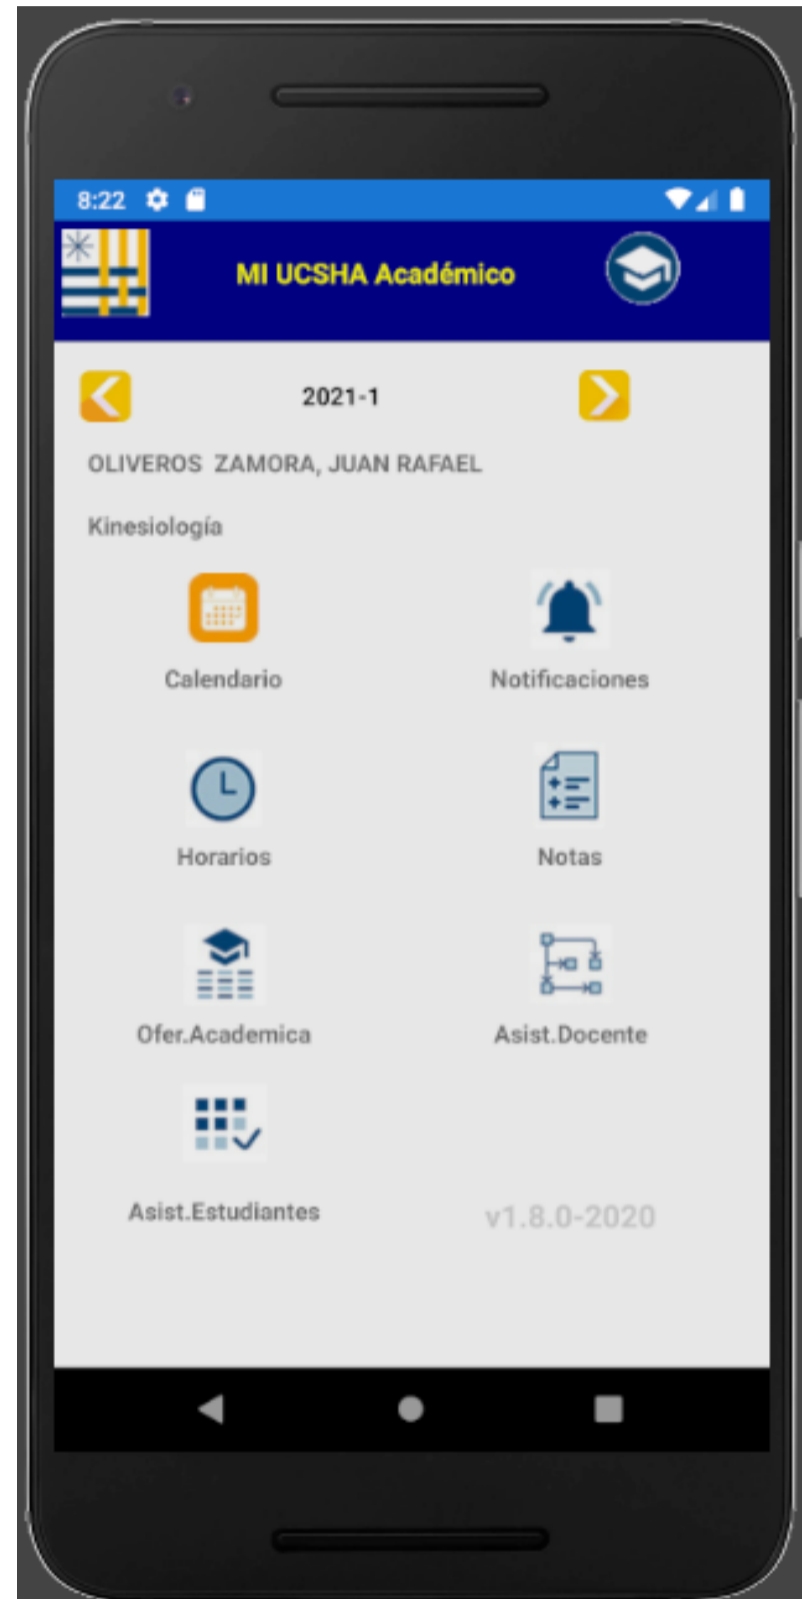 8:22
MI UCSHA Académico
2021-1
OLIVEROS ZAMORA, JUAN RAFAEL
Kinesiología
Calendario Notificaciones
Horarios Notas
Ofer.Academica Asist.Docente
Asist.Estudiantes v1.8.0-2020